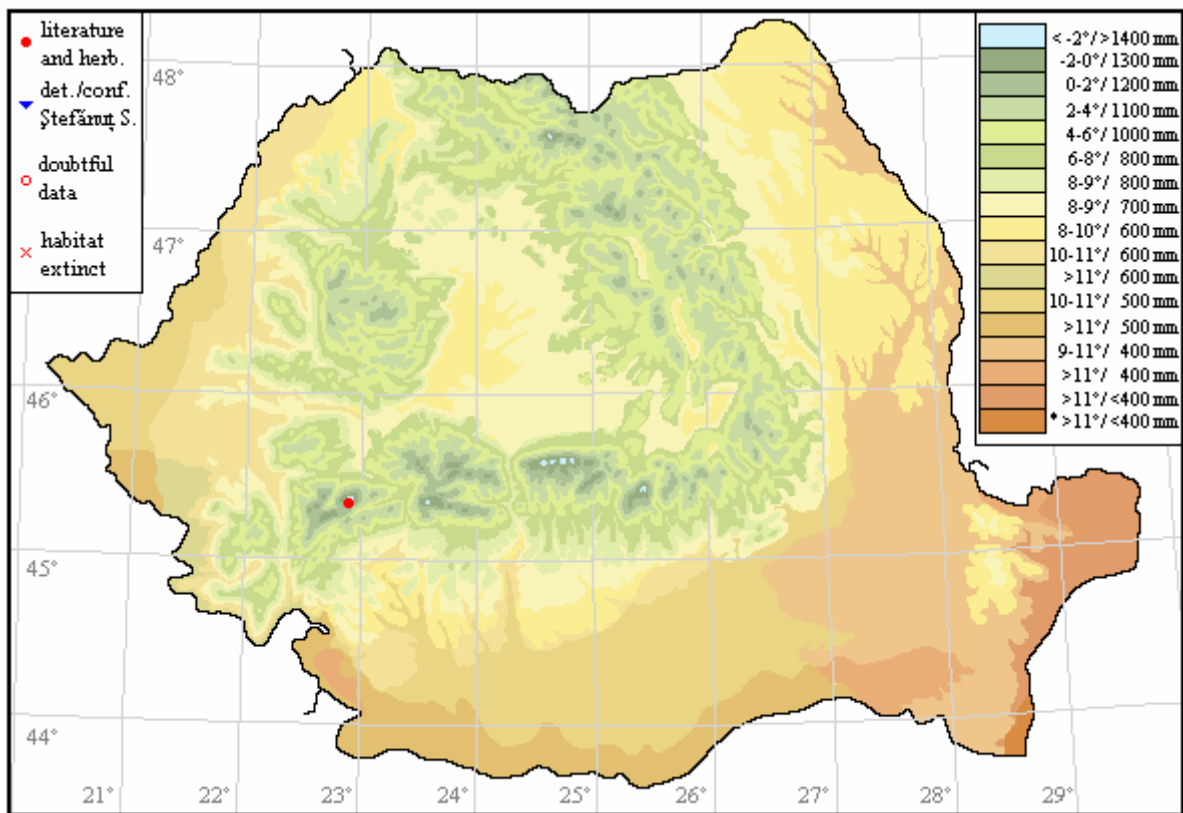 literature
and herb.
det./conf.
Ştefănuţ S.
doubtful
data
habitat
extinct
< -2°/>1400 mm
-2-0°/1300 mm
0-2°/1200 mm
2-4°/1100 mm
4-6°/1000 mm
6-8°/ 800 mm
8-9°/ 800 mm
8-9°/ 700 mm
8-10°/ 600 mm
10-11°/ 600 mm
>11°/ 600 mm
10-11°/ 500 mm
>11°/ 500 mm
9-11°/ 400 mm
>11°/ 400 mm
>11°/<400 mm
* >11°/<400 mm
48°
47°
46°
45°
44°
21° 22° 23° 24° 25° 26° 27° 28° 29°